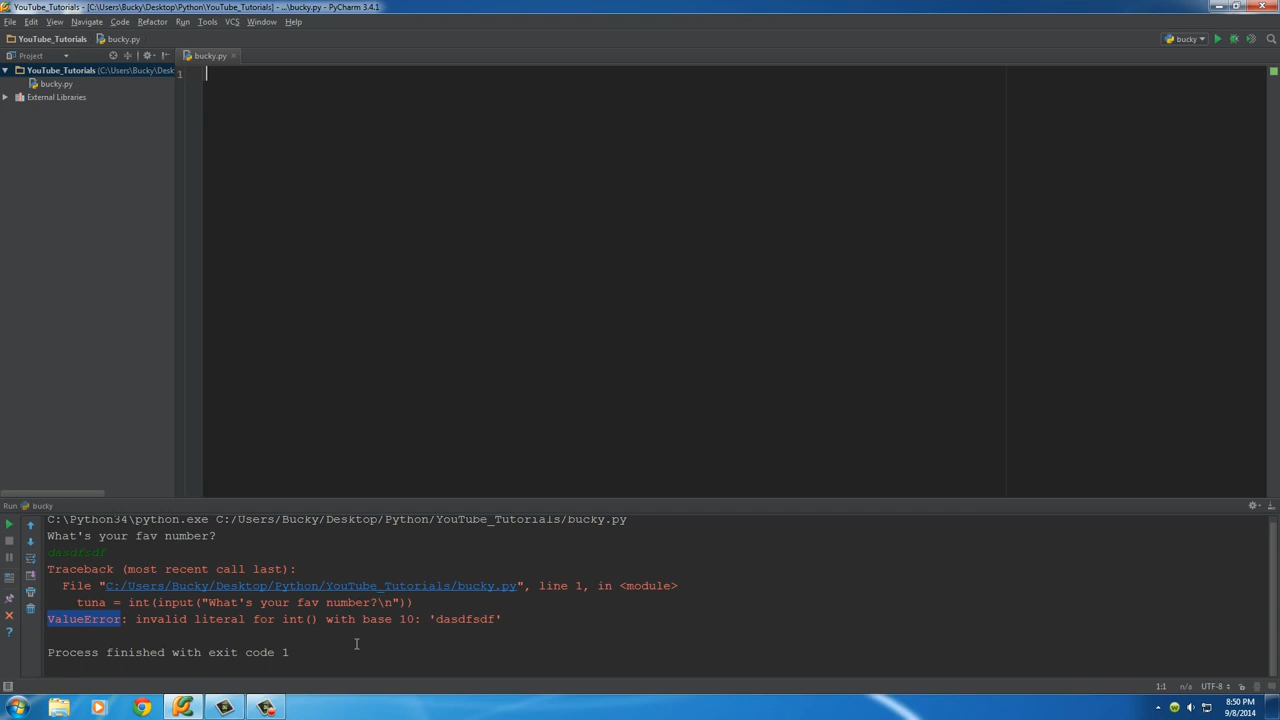 YouTube_Tutorials - [C:\Users\Bucky\Desktop\Python\YouTube_Tutorials] - ...\bucky.py - PyCharm 3.4.1
File Edit View Navigate Code Refactor Run Tools VCS Window Help
YouTube_Tutorials bucky.py bucky
Project bucky.py
YouTube_Tutorials (C:\Users\Bucky\Desk 1
bucky.py
External Libraries
Run bucky
C:\Python34\python.exe C:/Users/Bucky/Desktop/Python/YouTube_Tutorials/bucky.py
What's your fav number?
dasdfsdf
Traceback (most recent call last):
File "C:/Users/Bucky/Desktop/Python/YouTube_Tutorials/bucky.py", line 1, in <module>
tuna = int(input("What's your fav number?\n"))
ValueError: invalid literal for int() with base 10: 'dasdfsdf'
Process finished with exit code 1
1:1 n/a UTF-8
8:50 PM
9/8/2014